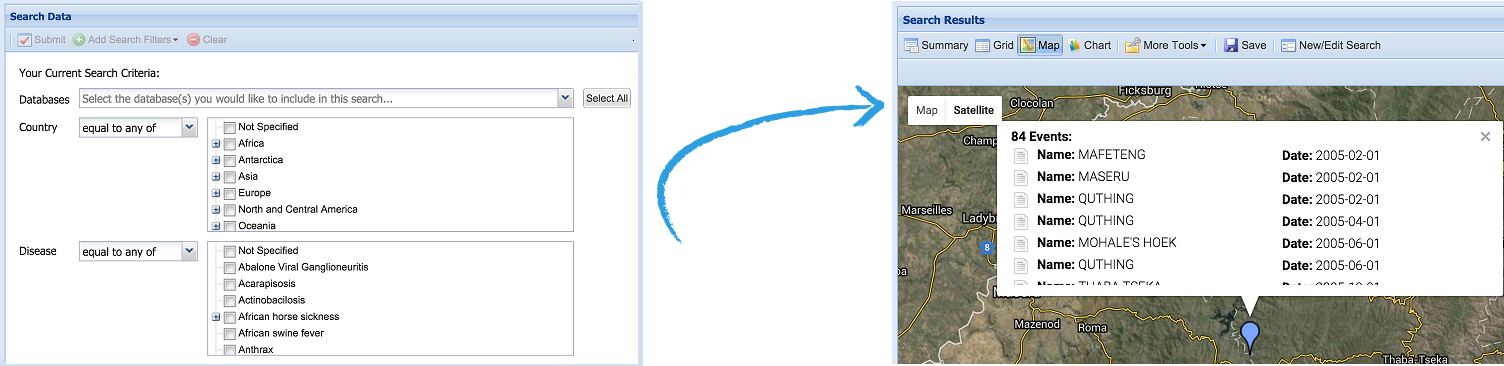 Search Data
Submit Add Search Filters Clear
Your Current Search Criteria:
Databases Select the database(s) you would like to include in this search... Select All
Country equal to any of
Not Specified
Africa
Antarctica
Asia
Europe
North and Central America
Oceania
Disease equal to any of
Not Specified
Abalone Viral Ganglioneuritis
Acarapisosis
Actinobacilosis
African horse sickness
African swine fever
Anthrax
Search Results
Summary Grid Map Chart More Tools Save New/Edit Search
Ficksburg
Map Satellite
Clocolan
Champ
84 Events:
Name: MAFETENG Date: 2005-02-01
Name: MASERU Date: 2005-02-01
Name: QUTHING Date: 2005-02-01
Name: QUTHING Date: 2005-04-01
Name: MOHALE'S HOEK Date: 2005-06-01
Name: QUTHING Date: 2005-06-01
Name: THABA TSEKA Date: 2005-10-01
Marseilles
Ladyb
8
Mazenod
Roma
Thaba-Tseka